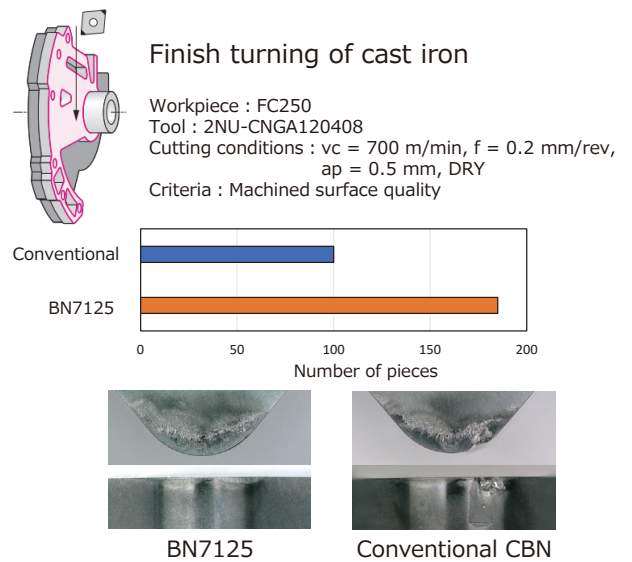 Finish turning of cast iron
Workpiece : FC250
Tool : 2NU-CNGA120408
Cutting conditions : vc = 700 m/min, f = 0.2 mm/rev,
ap = 0.5 mm, DRY
Criteria : Machined surface quality
Conventional
BN7125
0 50 100 150 200
Number of pieces
BN7125 Conventional CBN